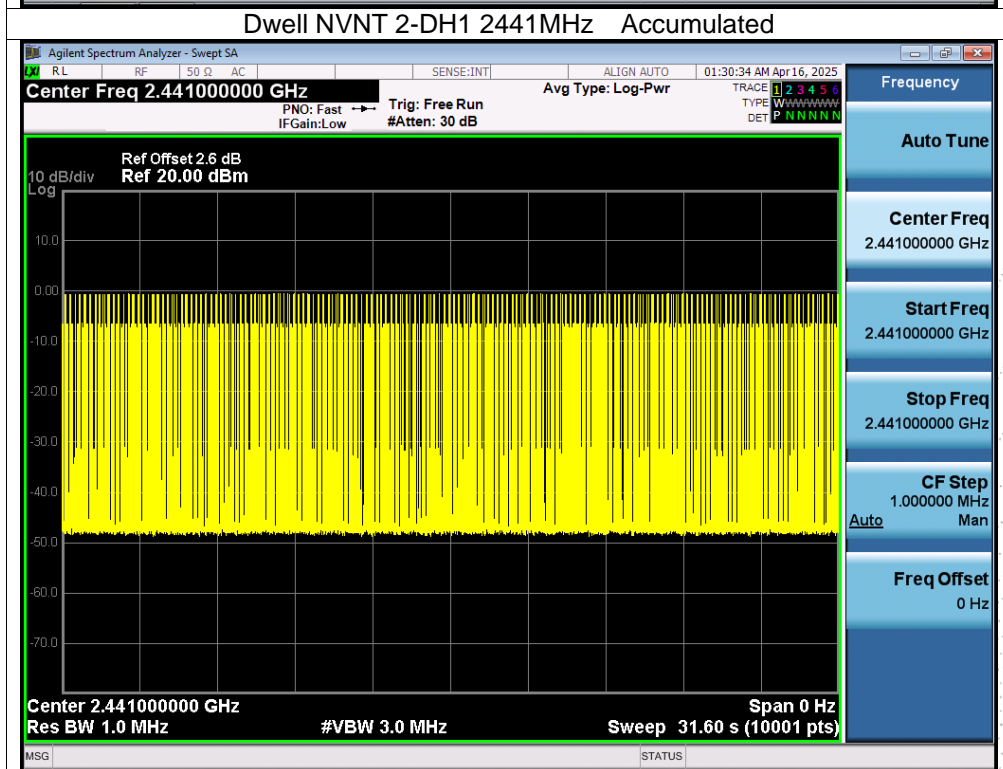 Dwell NVNT 2-DH1 2441MHz Accumulated
Agilent Spectrum Analyzer - Swept SA
LXI RL RF 50 Ω AC SENSE:INT ALIGN AUTO 01:30:34 AM Apr 16, 2025
Center Freq 2.441000000 GHz
PNO: Fast
IFGain:Low
Trig: Free Run
#Atten: 30 dB
Avg Type: Log-Pwr
TRACE 1 2 3 4 5 6
TYPE WWWWWWW
DET P N N N N N
Ref Offset 2.6 dB
10 dB/div Ref 20.00 dBm
Log
10.0
0.00
-10.0
-20.0
-30.0
-40.0
-50.0
-60.0
-70.0
Center 2.441000000 GHz Span 0 Hz
Res BW 1.0 MHz #VBW 3.0 MHz Sweep 31.60 s (10001 pts)
MSG STATUS
Frequency
Auto Tune
Center Freq
2.441000000 GHz
Start Freq
2.441000000 GHz
Stop Freq
2.441000000 GHz
CF Step
1.000000 MHz
Auto Man
Freq Offset
0 Hz